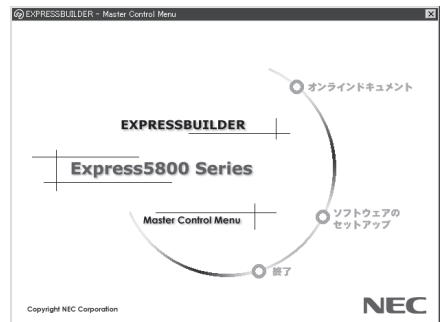 EXPRESSBUILDER - Master Control Menu
オンラインドキュメント
EXPRESSBUILDER
Express5800 Series
Master Control Menu
ソフトウェアの
セットアップ
終了
Copyright NEC Corporation
NEC